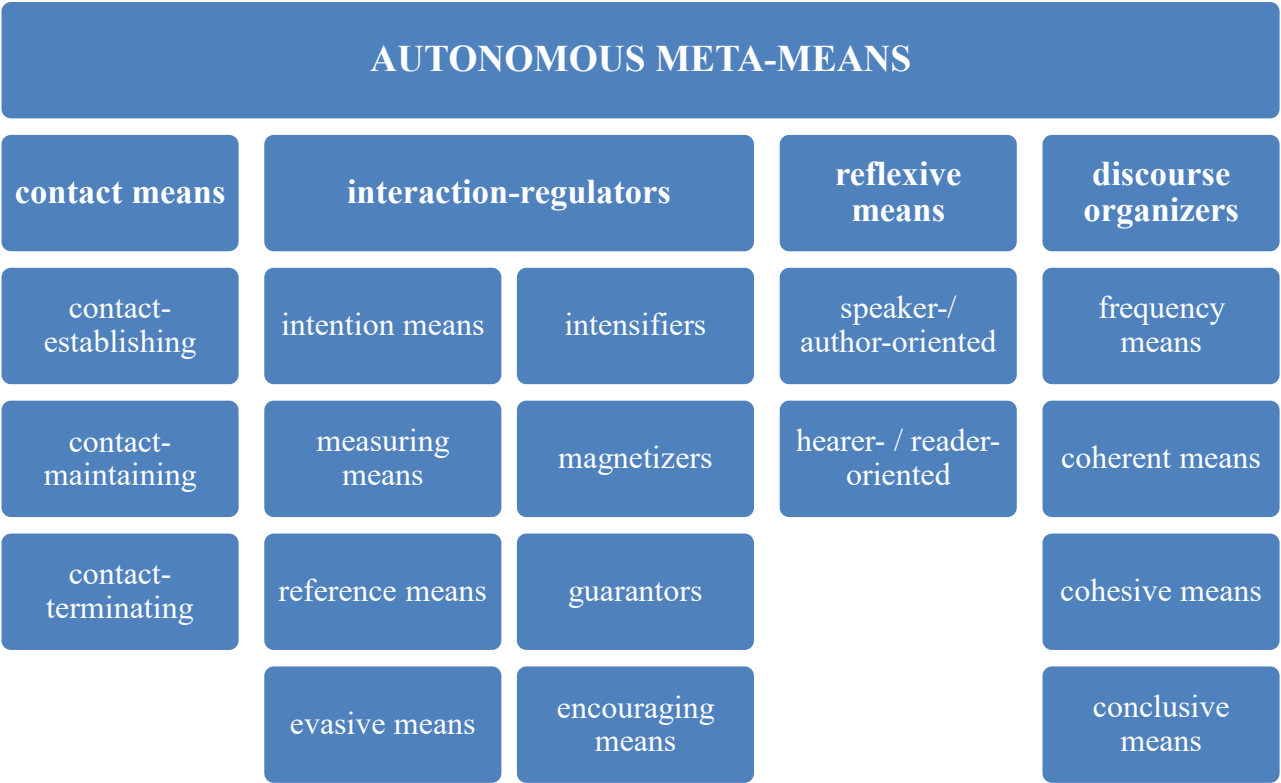 AUTONOMOUS META-MEANS
contact means
interaction-regulators
reflexive
means
discourse
organizers
contact-
establishing
intention means
intensifiers
speaker-/
author-oriented
frequency
means
contact-
maintaining
measuring
means
magnetizers
hearer- / reader-
oriented
coherent means
contact-
terminating
reference means
guarantors
cohesive means
evasive means
encouraging
means
conclusive
means